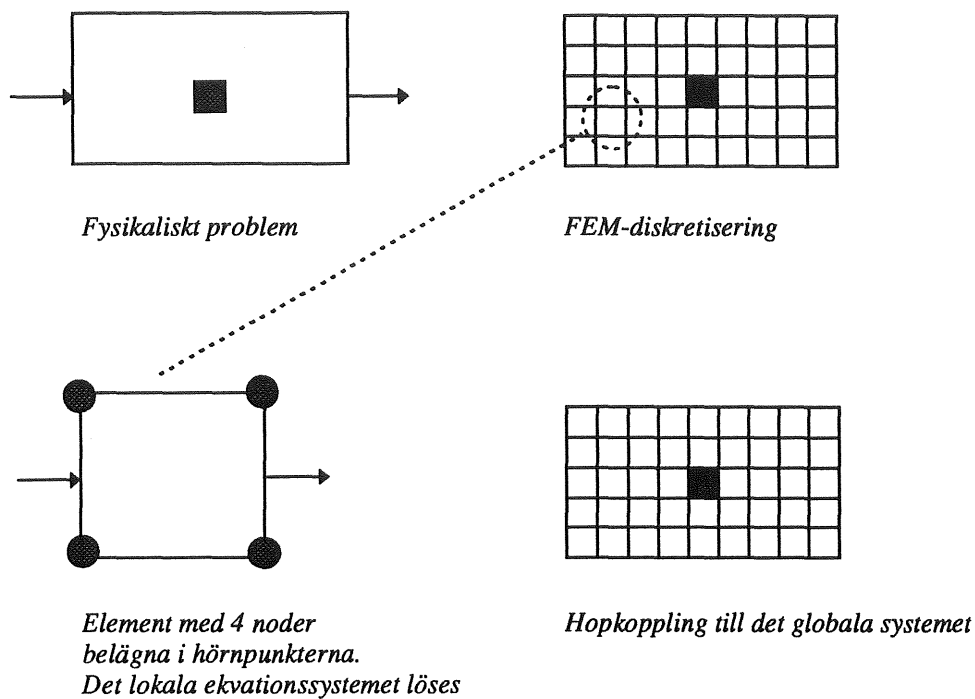 Fysikaliskt problem
FEM-diskretisering
Element med 4 noder
belägna i hörnpunkterna.
Det lokala ekvationssystemet löses
Hopkoppling till det globala systemet